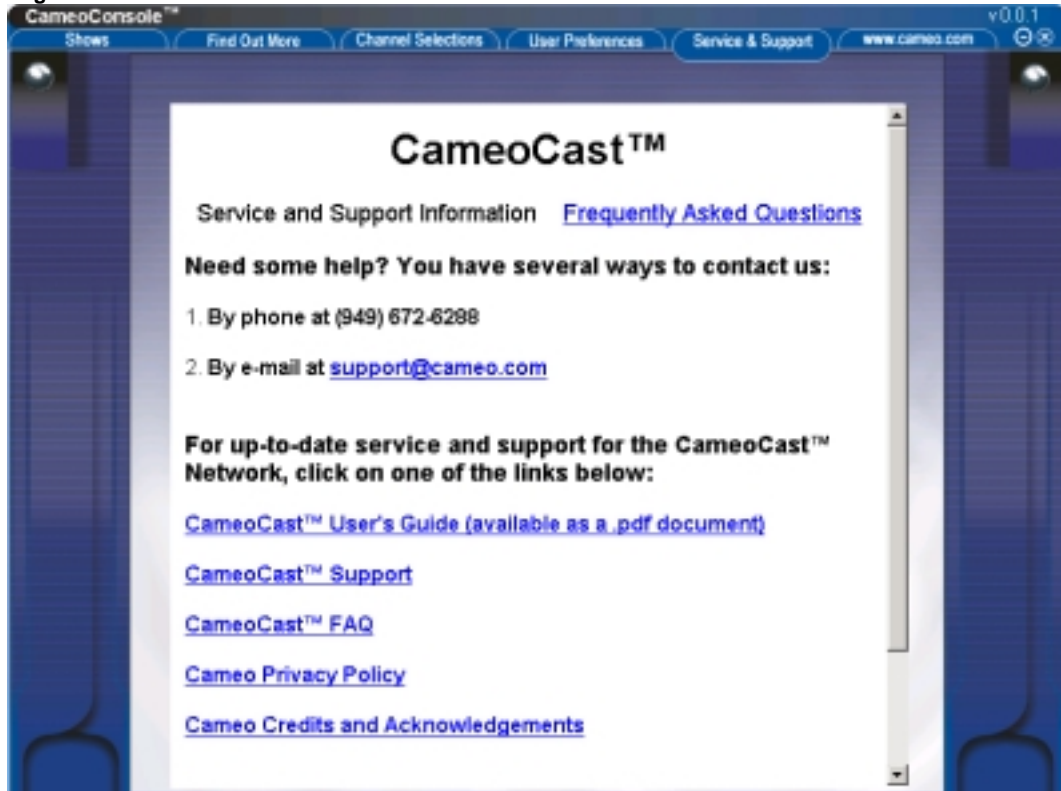 CameoConsole™ v0.0.1
Shows Find Out More Channel Selections User Preferences Service & Support www.cameo.com
CameoCast™
Service and Support Information Frequently Asked Questions
Need some help? You have several ways to contact us:
1. By phone at (949) 672-6288
2. By e-mail at support@cameo.com
For up-to-date service and support for the CameoCast™
Network, click on one of the links below:
CameoCast™ User's Guide (available as a .pdf document)
CameoCast™ Support
CameoCast™ FAQ
Cameo Privacy Policy
Cameo Credits and Acknowledgements